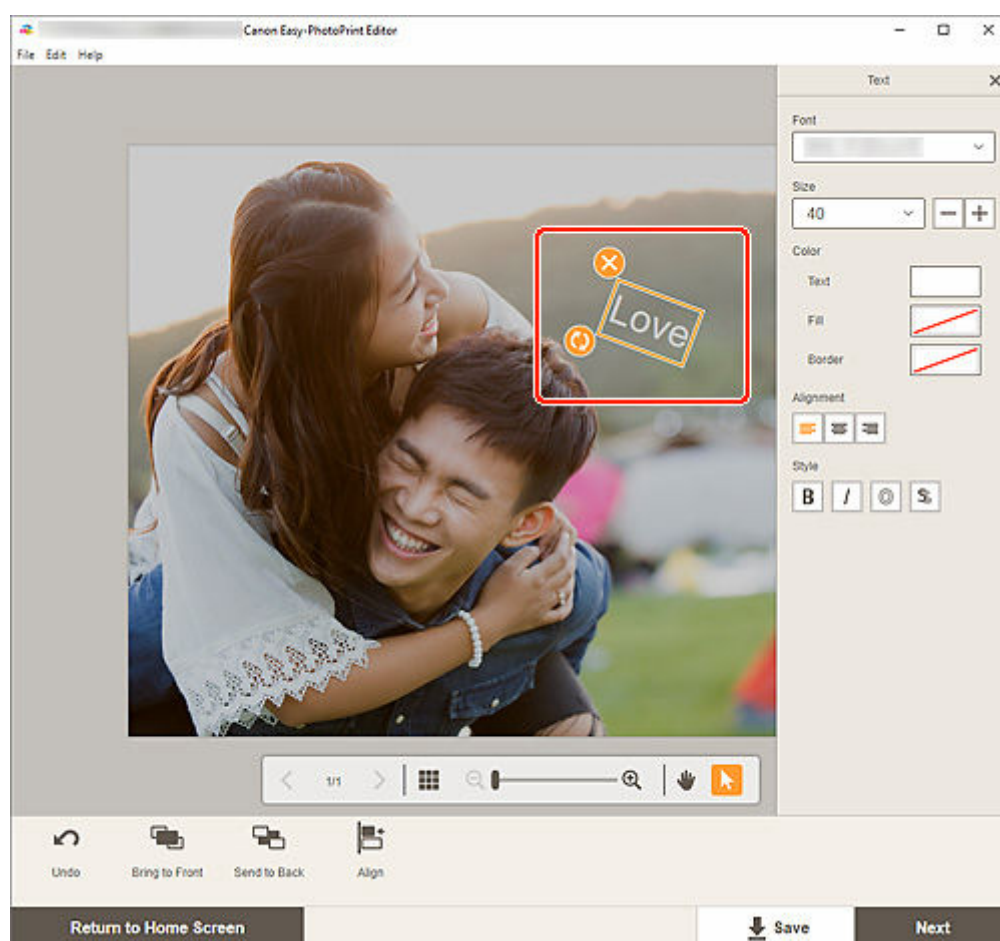 Canon Easy-PhotoPrint Editor
File Edit Help
Text
Font
Size
40
Color
Text
Fill
Border
Alignment
Style
B I O S
Love
1/1
Undo Bring to Front Send to Back Align
Return to Home Screen Save Next